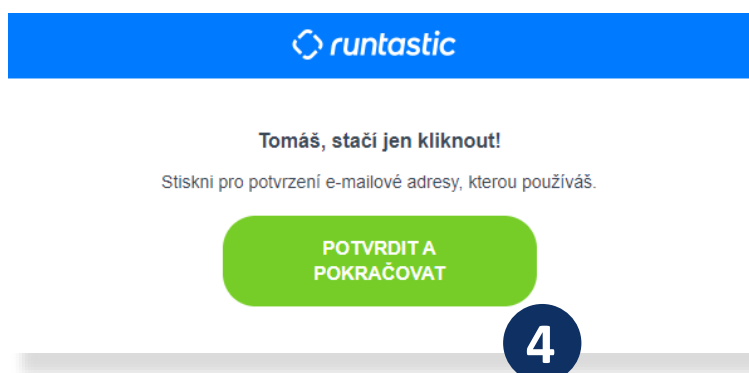 runtastic
Tomáš, stačí jen kliknout!
Stiskni pro potvrzení e-mailové adresy, kterou používáš.
POTVRDIT A
POKRAČOVAT
4